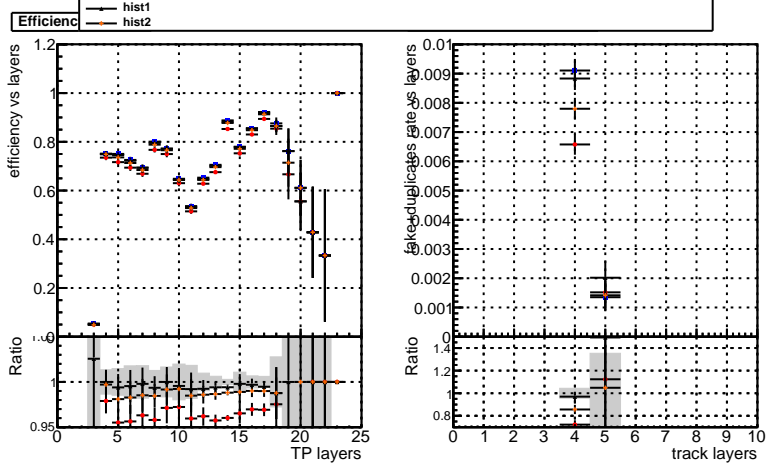 hist1
Efficienc
hist2
efficiency vs layers
1.2
1
0.8
0.6
0.4
0.2
0
Ratio
1
0.95
0 5 10 15 20 25
TP layers
fake+duplicates rate vs layers
0.01
0.009
0.008
0.007
0.006
0.005
0.004
0.003
0.002
0.001
0
Ratio
1.4
1.2
1
0.8
0 1 2 3 4 5 6 7 8 9 10
track layers